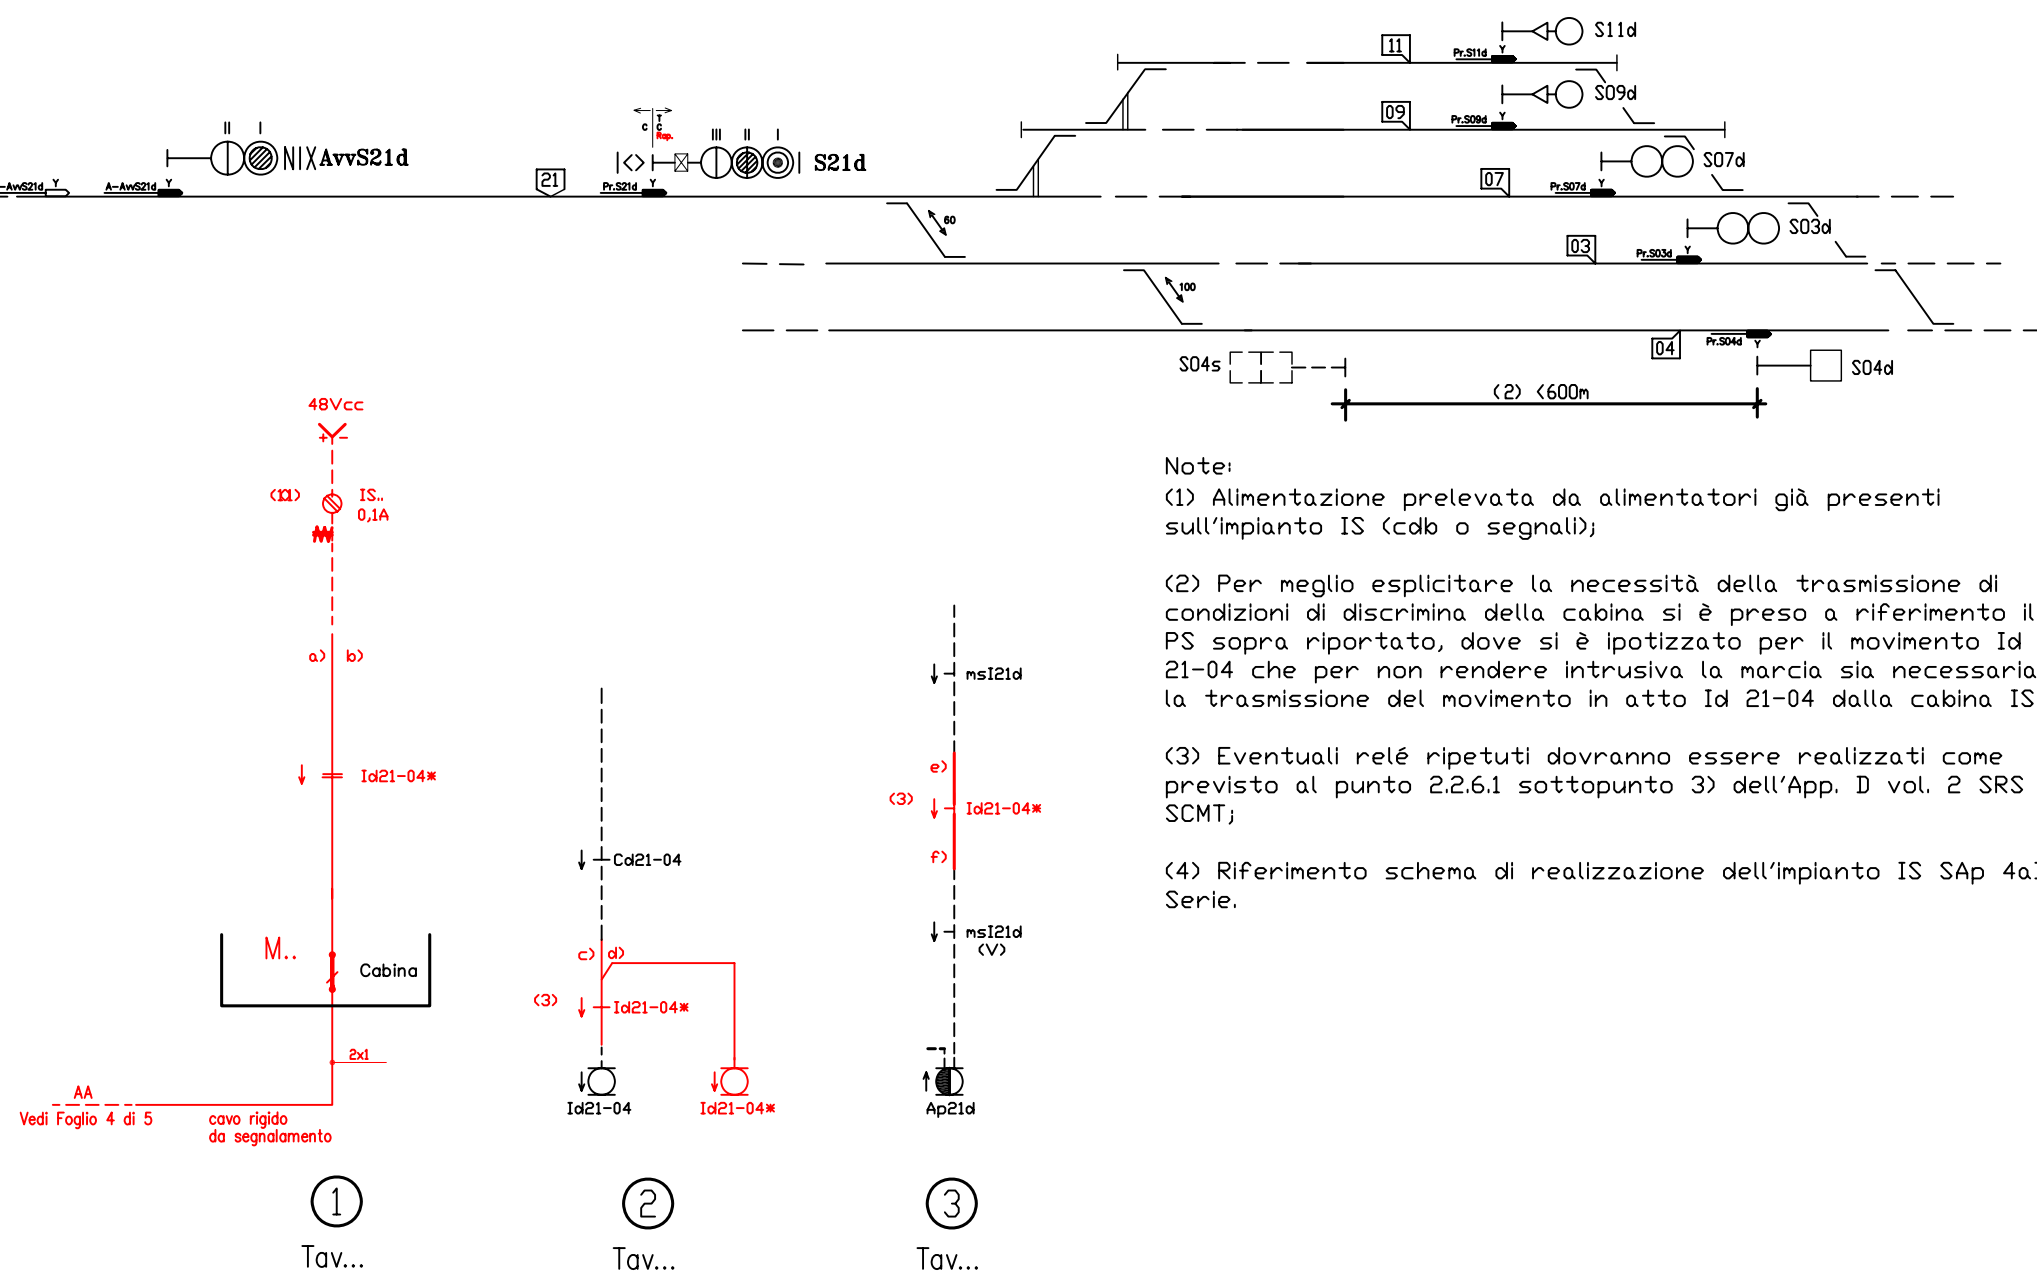 S11d
11
Pr.S11d
Y
S09d
09
Pr.S09d
Y
II I
NIX AvvS21d
-AvvS21d Y
A-AvvS21d Y
21
C
T
C
Rap.
III II I
S21d
Pr.S21d Y
S07d
07
Pr.S07d Y
60
S03d
03
Pr.S03d Y
100
04
Pr.S04d
Y
S04s
S04d
(2) <600m
48Vcc
+ -
IS..
0,1A
a) b)
Id21-04*
M..
Cabina
2x1
AA
Vedi Foglio 4 di 5
cavo rigido
da segnalamento
1
Tav...
Cd21-04
c) d)
(3)
Id21-04*
Id21-04
Id21-04*
2
Tav...
msI21d
e)
(3)
Id21-04*
f)
msI21d
(V)
Ap21d
3
Tav...
Note:
(1) Alimentazione prelevata da alimentatori già presenti
sull'impianto IS (cdb o segnali);
(2) Per meglio esplicitare la necessità della trasmissione di
condizioni di discrimina della cabina si è preso a riferimento il
PS sopra riportato, dove si è ipotizzato per il movimento Id
21-04 che per non rendere intrusiva la marcia sia necessaria
la trasmissione del movimento in atto Id 21-04 dalla cabina IS
(3) Eventuali relé ripetuti dovranno essere realizzati come
previsto al punto 2.2.6.1 sottopunto 3) dell'App. D vol. 2 SRS
SCMT;
(4) Riferimento schema di realizzazione dell'impianto IS SAp
Serie.